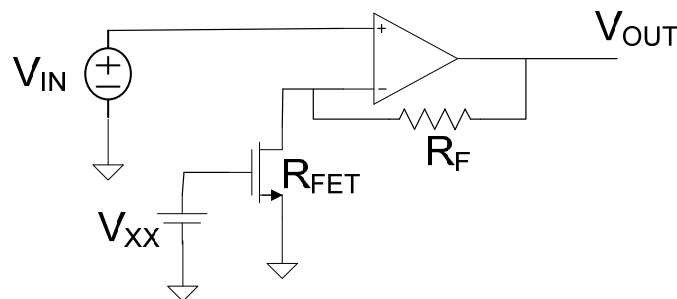 V_OUT
V_IN
+
−
+
−
R_F
R_FET
V_XX